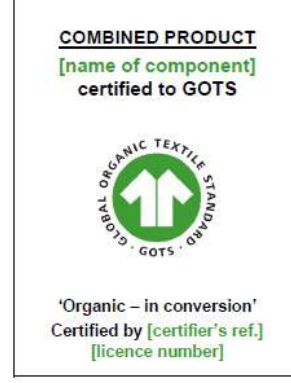 COMBINED PRODUCT
[name of component]
certified to GOTS
GLOBAL ORGANIC TEXTILE STANDARD · GOTS ·
‘Organic – in conversion’
Certified by [certifier's ref.]
[licence number]